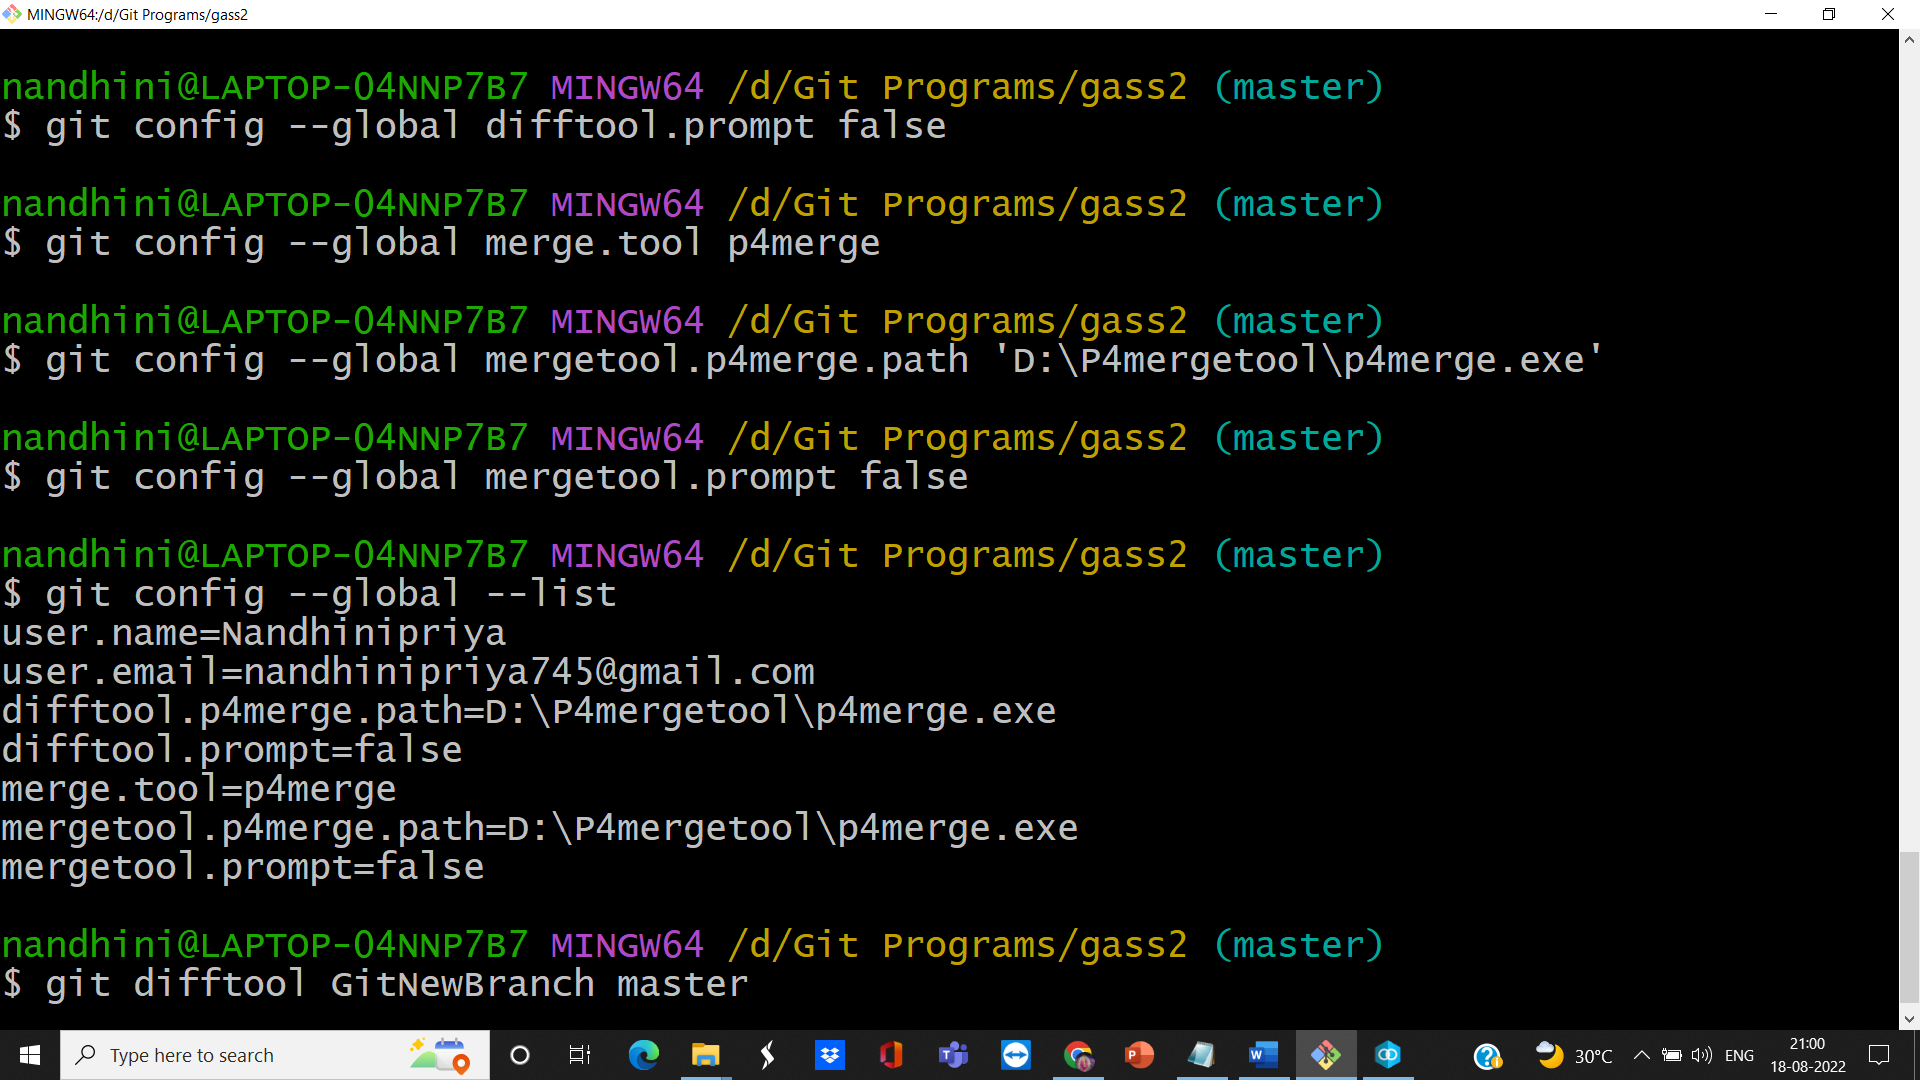 MINGW64:/d/Git Programs/gass2
nandhini@LAPTOP-04NNP7B7 MINGW64 /d/Git Programs/gass2 (master)
$ git config --global difftool.prompt false
nandhini@LAPTOP-04NNP7B7 MINGW64 /d/Git Programs/gass2 (master)
$ git config --global merge.tool p4merge
nandhini@LAPTOP-04NNP7B7 MINGW64 /d/Git Programs/gass2 (master)
$ git config --global mergetool.p4merge.path 'D:\P4mergetool\p4merge.exe'
nandhini@LAPTOP-04NNP7B7 MINGW64 /d/Git Programs/gass2 (master)
$ git config --global mergetool.prompt false
nandhini@LAPTOP-04NNP7B7 MINGW64 /d/Git Programs/gass2 (master)
$ git config --global --list
user.name=Nandhinipriya
user.email=nandhinipriya745@gmail.com
difftool.p4merge.path=D:\P4mergetool\p4merge.exe
difftool.prompt=false
merge.tool=p4merge
mergetool.p4merge.path=D:\P4mergetool\p4merge.exe
mergetool.prompt=false
nandhini@LAPTOP-04NNP7B7 MINGW64 /d/Git Programs/gass2 (master)
$ git difftool GitNewBranch master
Type here to search
30°C
ENG
21:00
18-08-2022